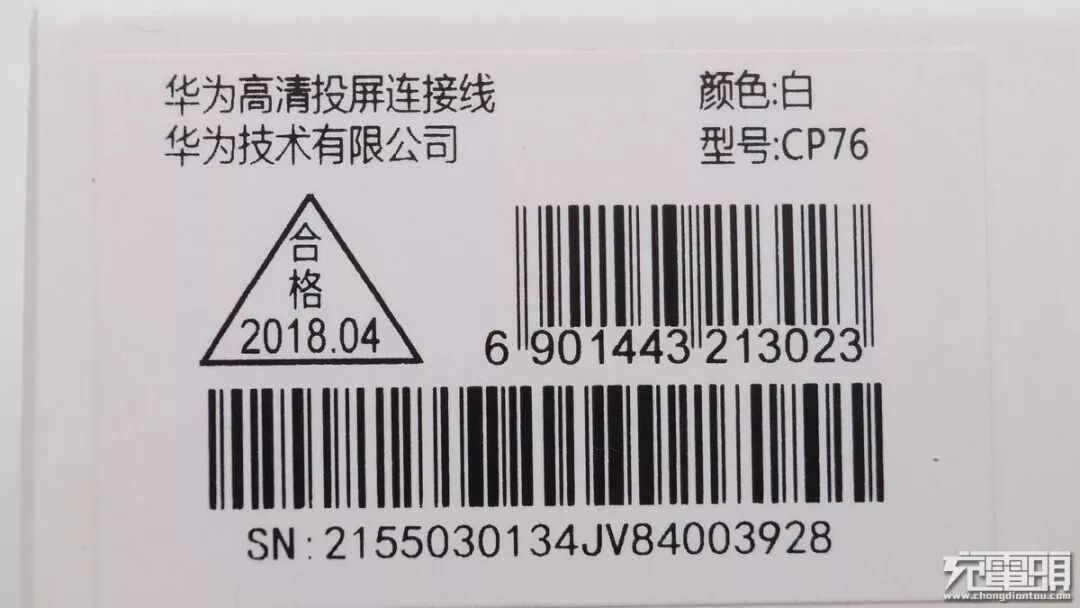 华为高清投屏连接线
颜色:白
华为技术有限公司
型号:CP76
合
格
2018.04
6 901443 213023
SN:2155030134JV84003928
充電頭
www.chongdiantou.com